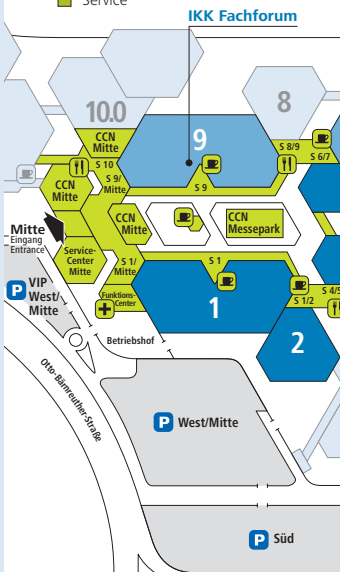 Service
IKK Fachforum
10.0
8
CCN
Mitte
9
S 8/9
S 6/7
S 10
S 9/
Mitte
CCN
Mitte
S 9
CCN
Mitte
CCN
Messepark
Mitte
Eingang
Entrance
Service-
Center
Mitte
S 1/
Mitte
S 1
P VIP
West/
Mitte
Funktions-
Center
1
S 4/5
S 1/2
Betriebshof
2
Otto-Bärnreuther-Straße
P West/Mitte
P Süd